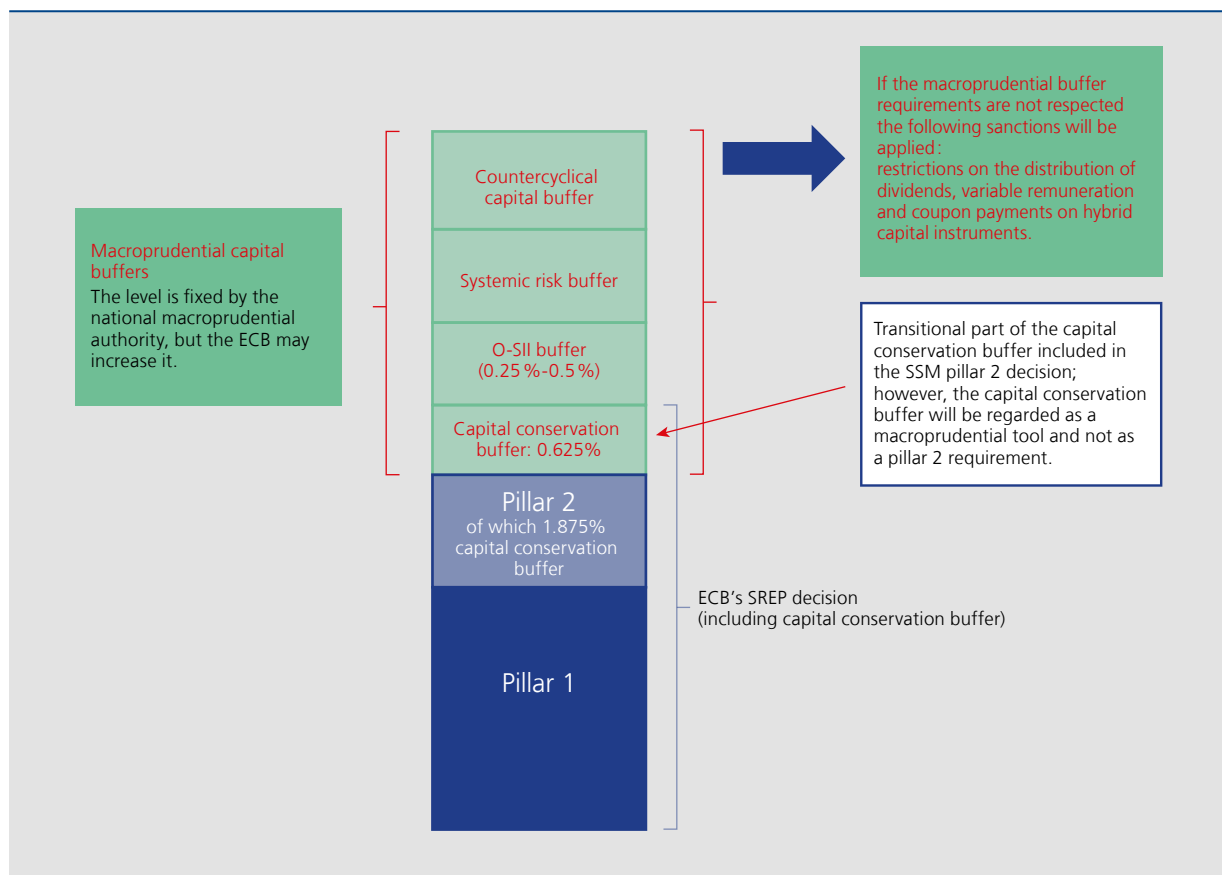 If the macroprudential buffer
requirements are not respected
the following sanctions will be
applied:
restrictions on the distribution of
dividends, variable remuneration
and coupon payments on hybrid
capital instruments.
Countercyclical
capital buffer
Macroprudential capital
buffers
The level is fixed by the
national macroprudential
authority, but the ECB may
increase it.
Systemic risk buffer
O-SII buffer
(0.25 %-0.5 %)
Capital conservation
buffer: 0.625%
Transitional part of the capital
conservation buffer included in
the SSM pillar 2 decision;
however, the capital conservation
buffer will be regarded as a
macroprudential tool and not as
a pillar 2 requirement.
Pillar 2
of which 1.875%
capital conservation
buffer
ECB's SREP decision
(including capital conservation buffer)
Pillar 1